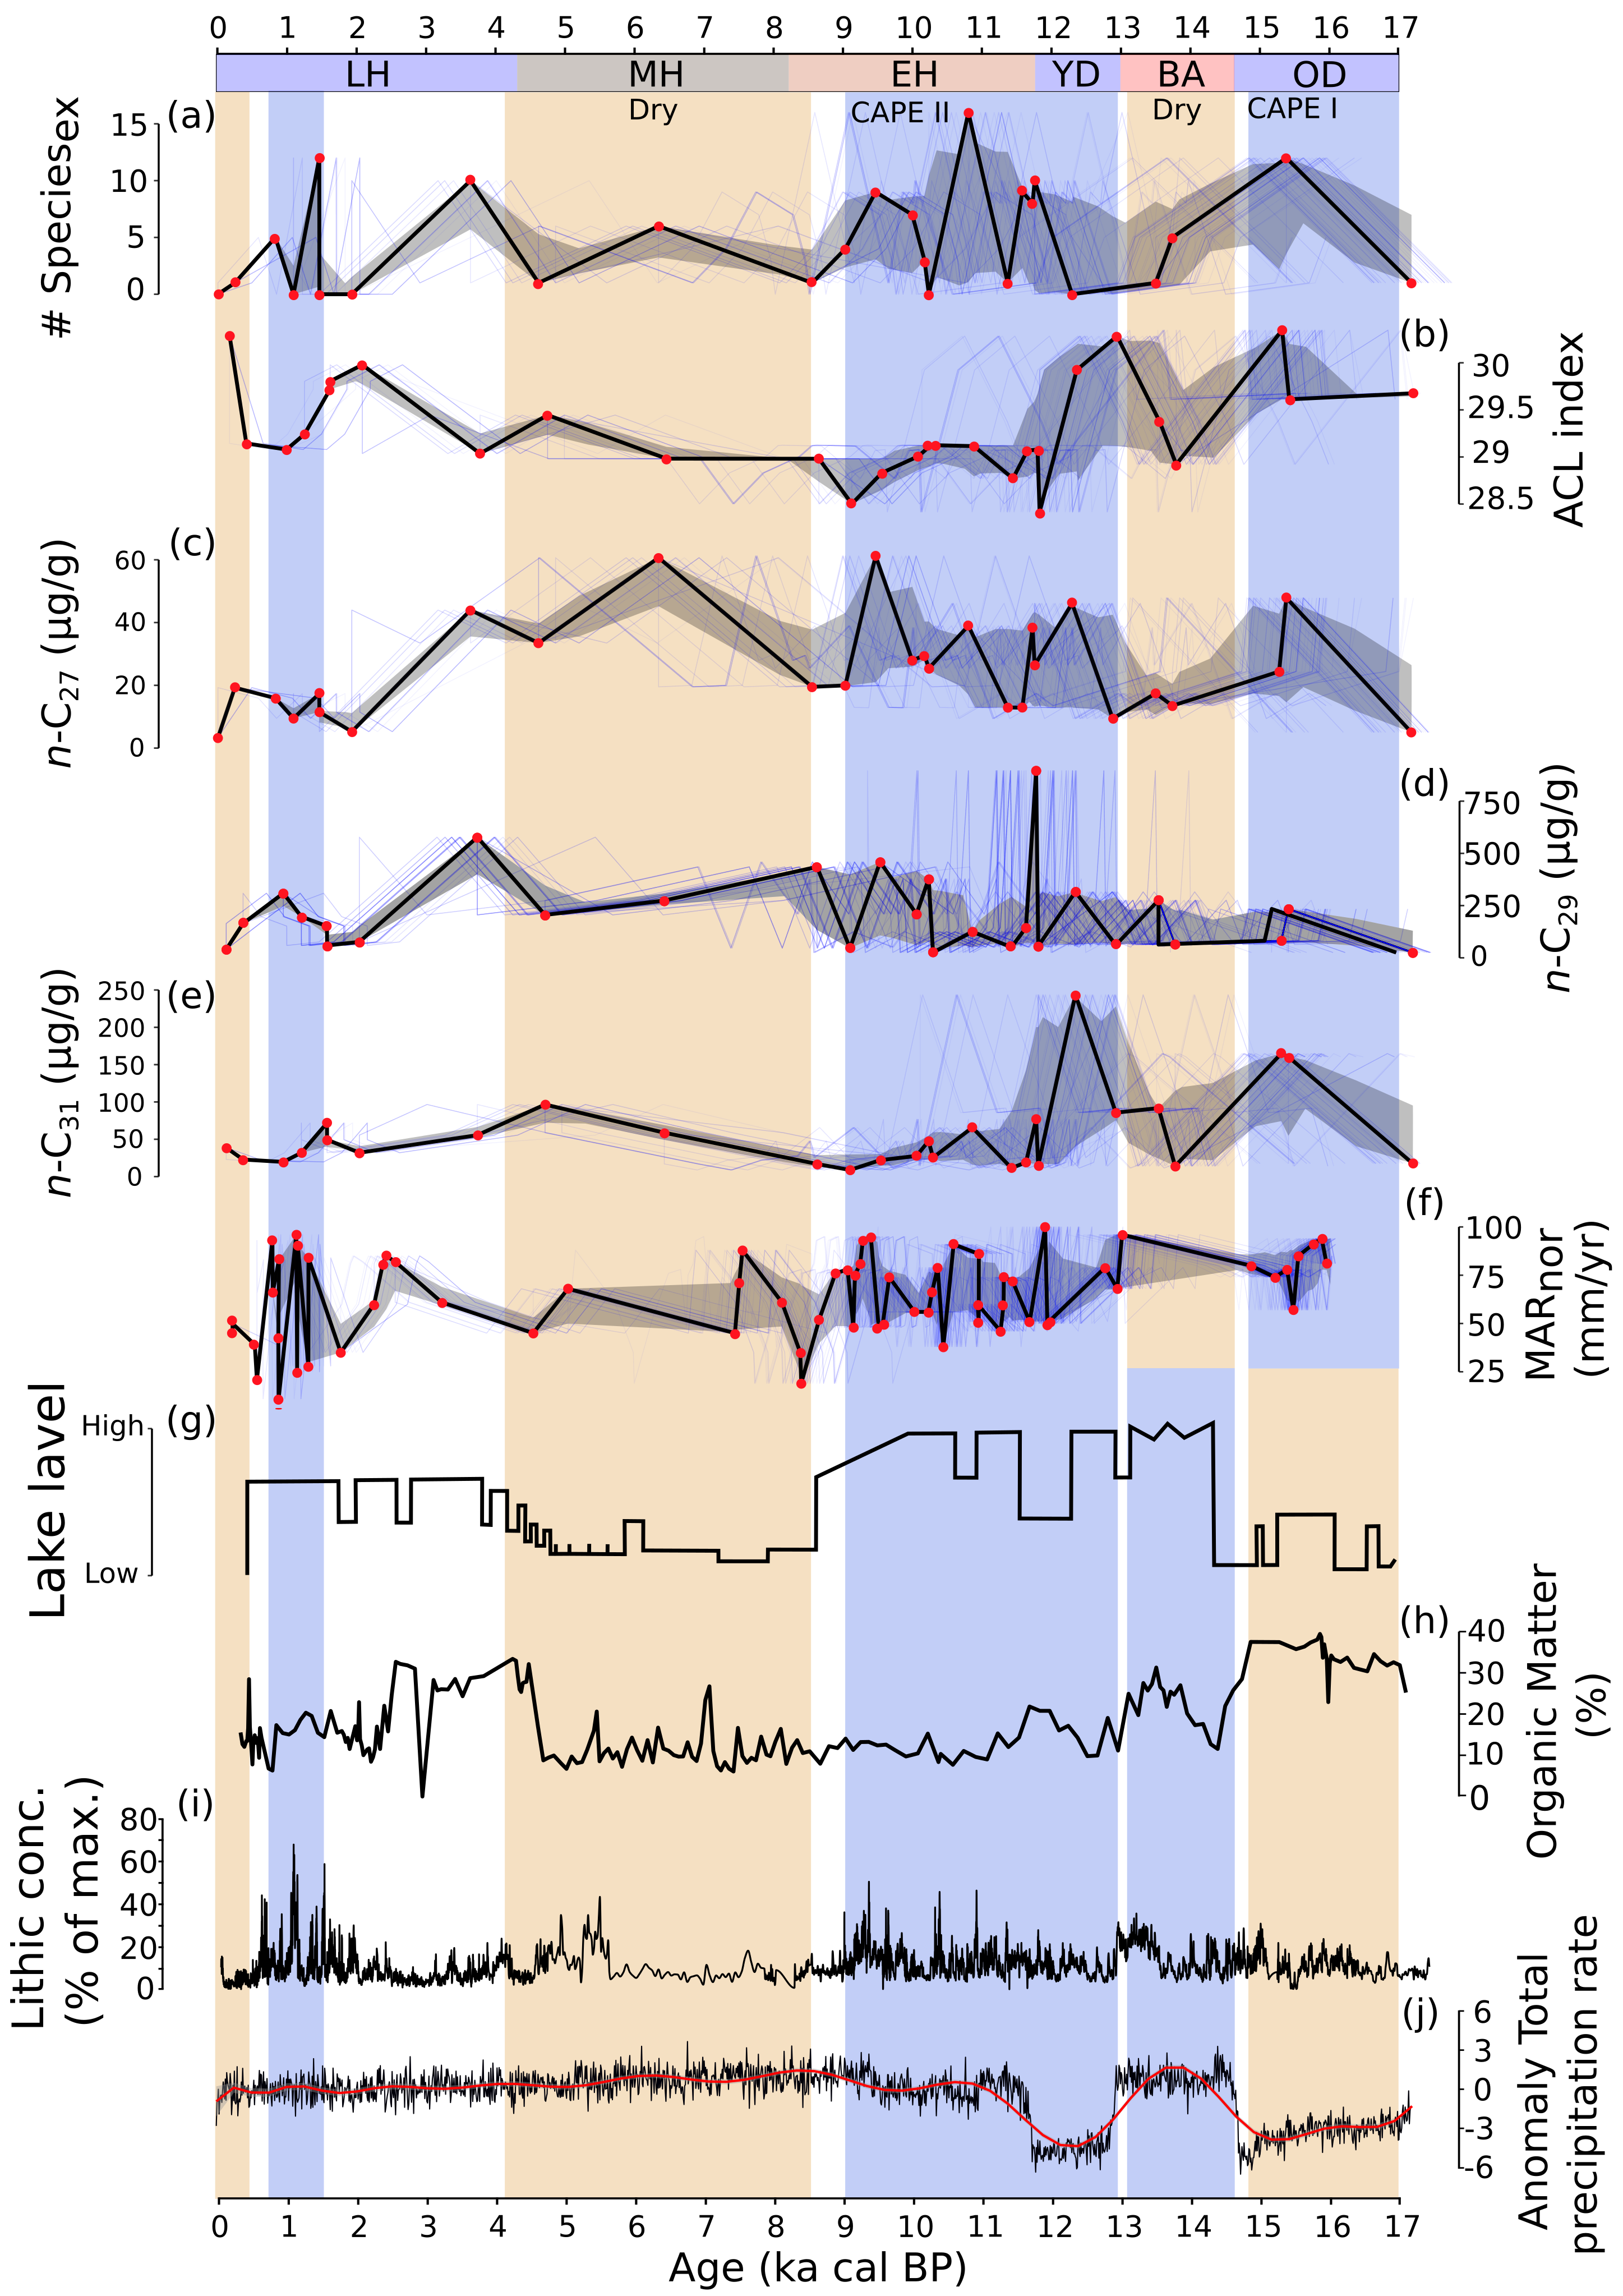 0 1 2 3 4 5 6 7 8 9 10 11 12 13 14 15 16 17
LH MH EH YD BA OD
Dry CAPE II Dry CAPE I
(a)
# Speciesex
15
10
5
0
(b)
ACL index
30
29.5
29
28.5
(c)
n-C27 (µg/g)
60
40
20
0
(d)
n-C29 (µg/g)
750
500
250
0
(e)
n-C31 (µg/g)
250
200
150
100
50
0
(f)
MARnor
(mm/yr)
100
75
50
25
(g)
Lake lavel
High
Low
(h)
Organic Matter
(%)
40
30
20
10
0
(i)
Lithic conc.
(% of max.)
80
60
40
20
0
(j)
Anomaly Total
precipitation rate
6
3
0
-3
-6
0 1 2 3 4 5 6 7 8 9 10 11 12 13 14 15 16 17
Age (ka cal BP)